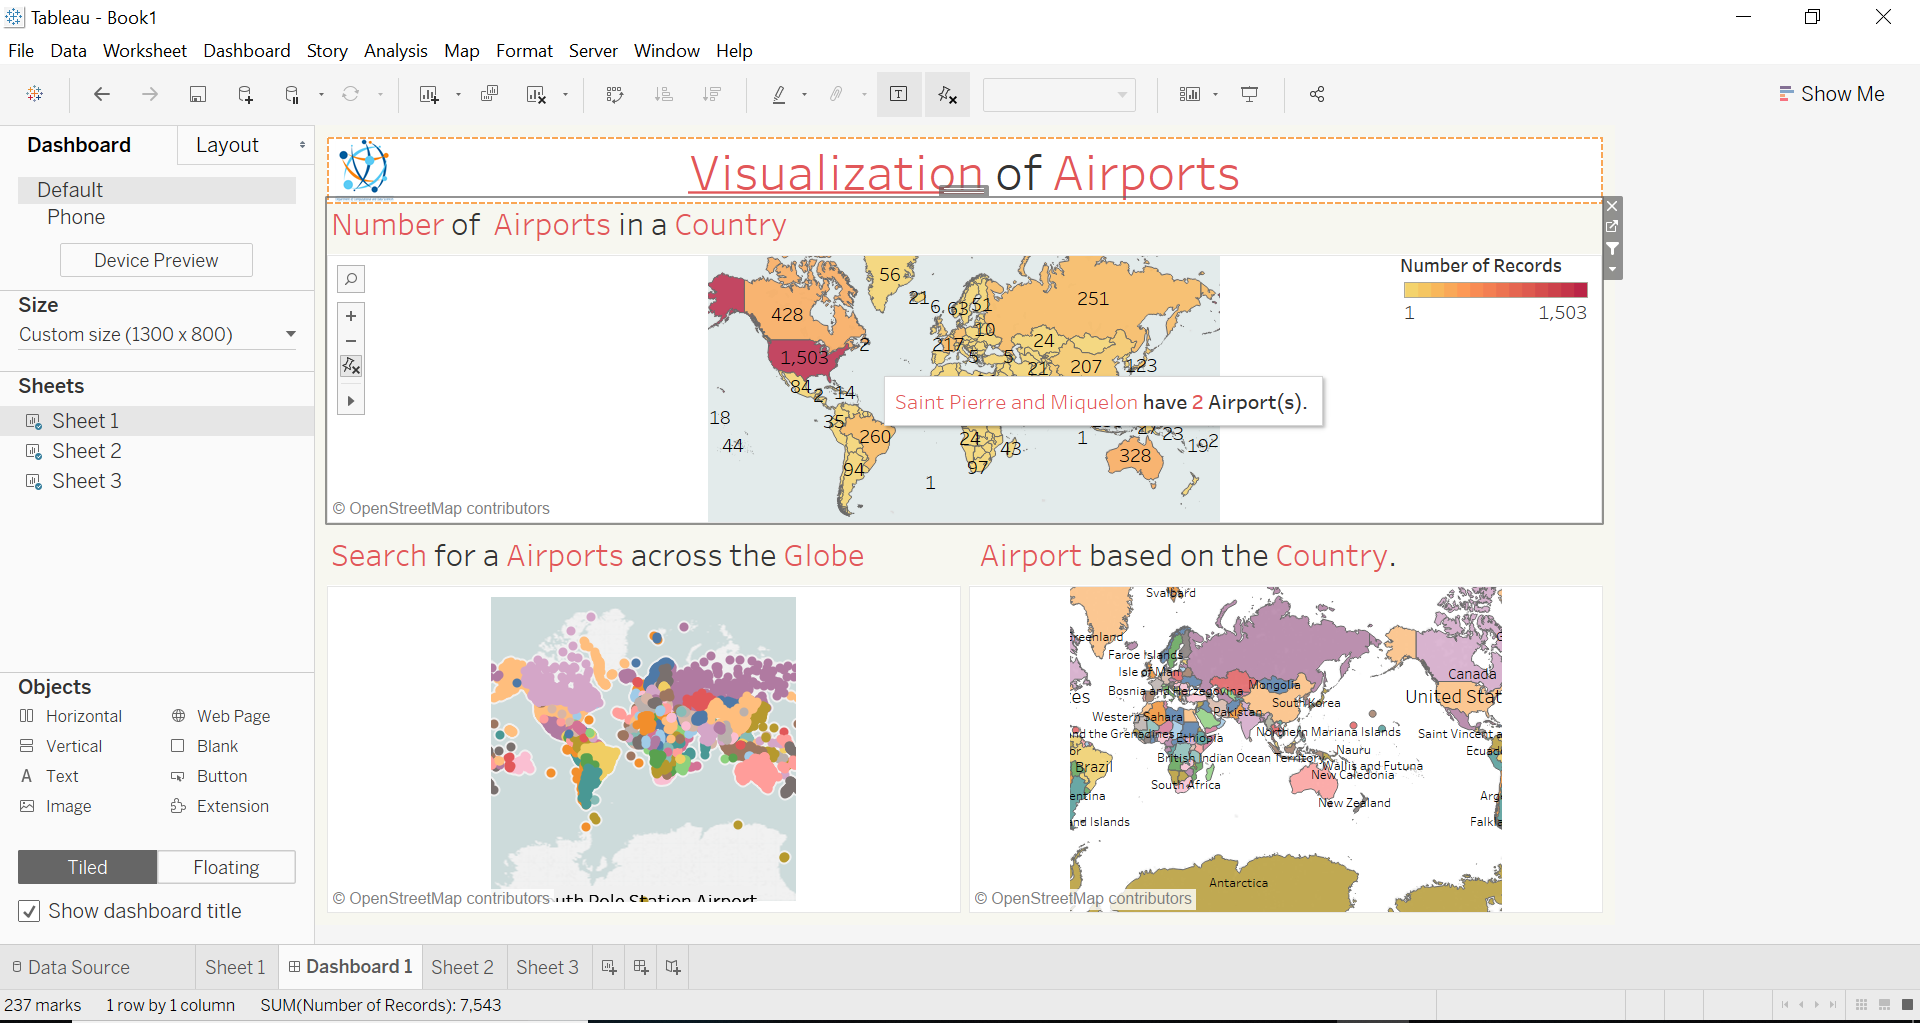 Tableau - Book1
File Data Worksheet Dashboard Story Analysis Map Format Server Window Help
Show Me
Dashboard Layout
Default
Phone
Device Preview
Size
Custom size (1300 x 800)
Sheets
Sheet 1
Sheet 2
Sheet 3
Objects
Horizontal Web Page
Vertical Blank
A Text Button
Image Extension
Tiled Floating
Show dashboard title
Visualization of Airports
Number of Airports in a Country
Number of Records
1 1,503
56
21
6
630
51
251
428
10
2
217
24
1,503
5
5
21
207
123
84
2
14
Saint Pierre and Miquelon have 2 Airport(s).
18
35
44
260
24
43
1
27
23
19
2
328
94
97
1
© OpenStreetMap contributors
Search for a Airports across the Globe
uth Pole Station Airport
© OpenStreetMap contributors
Airport based on the Country.
Svalbard
reenland
Faroe Islands
Isle of Man
Canada
Bosnia and Herzegovina
Mongolia
es
United Stat
South Korea
Western Sahara
Pakistan
nd the Grenadines
Ethiopia
Northern Mariana Islands
Saint Vincent a
or
Nauru
Ecuad
British Indian Ocean Territory
Wallis and Futuna
Brazil
New Caledonia
South Africa
entina
New Zealand
Arg
nd Islands
Falkla
Antarctica
© OpenStreetMap contributors
Data Source Sheet 1 Dashboard 1 Sheet 2 Sheet 3
237 marks 1 row by 1 column SUM(Number of Records): 7,543